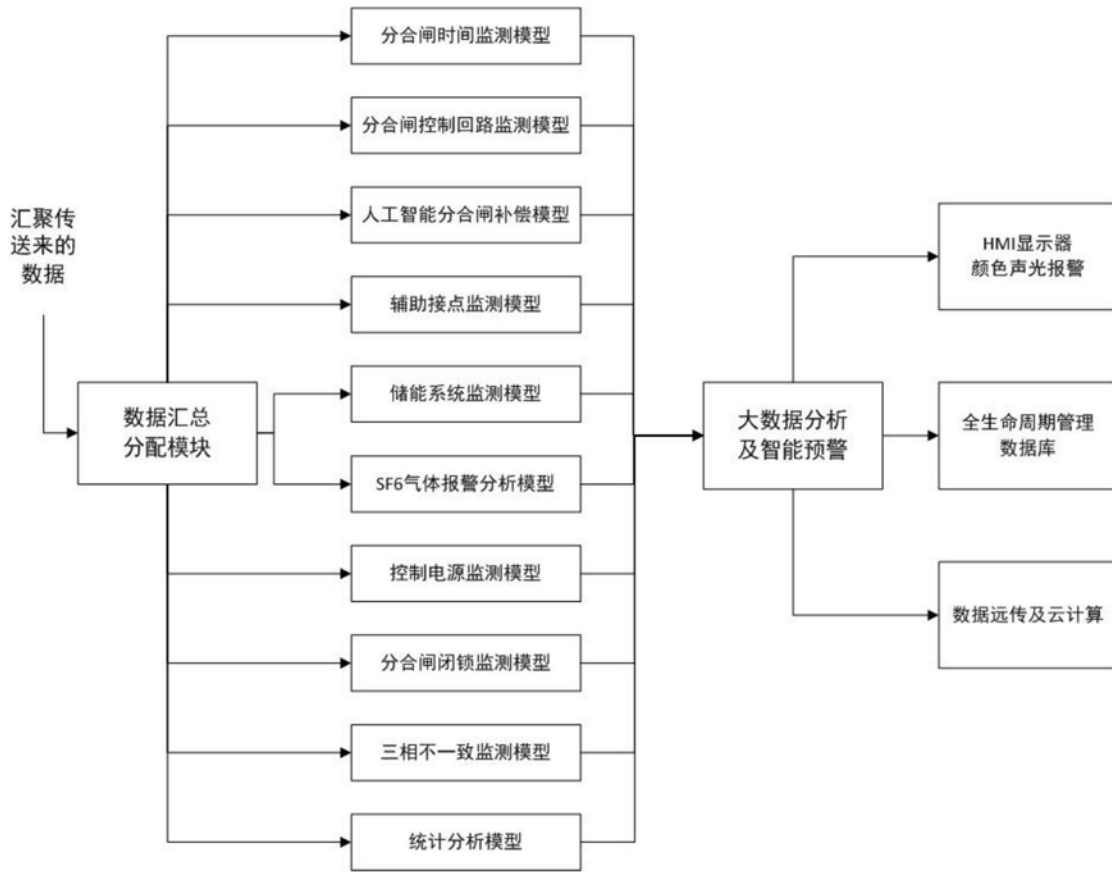 汇聚传
送来的
数据
数据汇总
分配模块
分合闸时间监测模型
分合闸控制回路监测模型
人工智能分合闸补偿模型
辅助接点监测模型
储能系统监测模型
SF6气体报警分析模型
控制电源监测模型
分合闸闭锁监测模型
三相不一致监测模型
统计分析模型
大数据分析
及智能预警
HMI显示器
颜色声光报警
全生命周期管理
数据库
数据远传及云计算